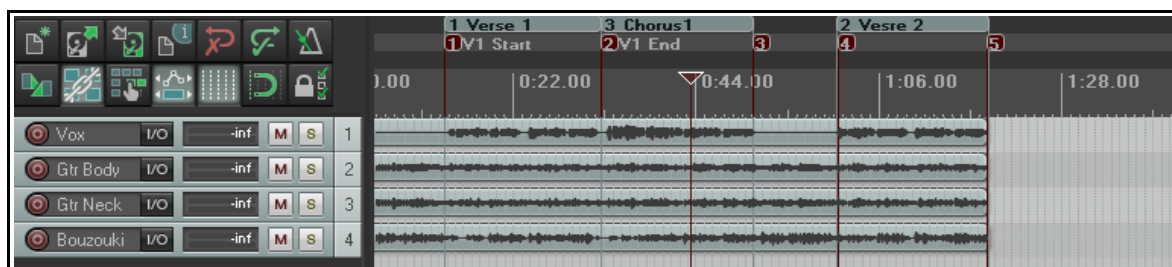 1 Verse 1 3 Chorus1 2 Vesre 2
1 V1 Start 2 V1 End 3 4 5
0.00 0:22.00 0:44.00 1:06.00 1:28.00
Vox I/O -inf M S 1
Gtr Body I/O -inf M S 2
Gtr Neck I/O -inf M S 3
Bouzouki I/O -inf M S 4